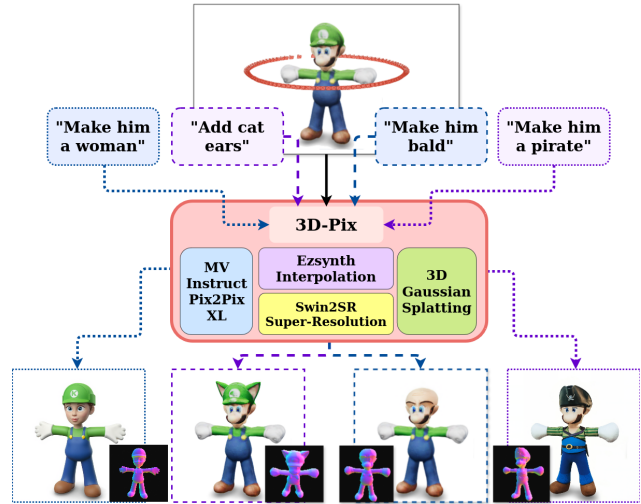 "Make him
a woman"
"Add cat
ears"
"Make him
bald"
"Make him
a pirate"
3D-Pix
MV
Instruct
Pix2Pix
XL
Ezsynth
Interpolation
Swin2SR
Super-Resolution
3D
Gaussian
Splatting